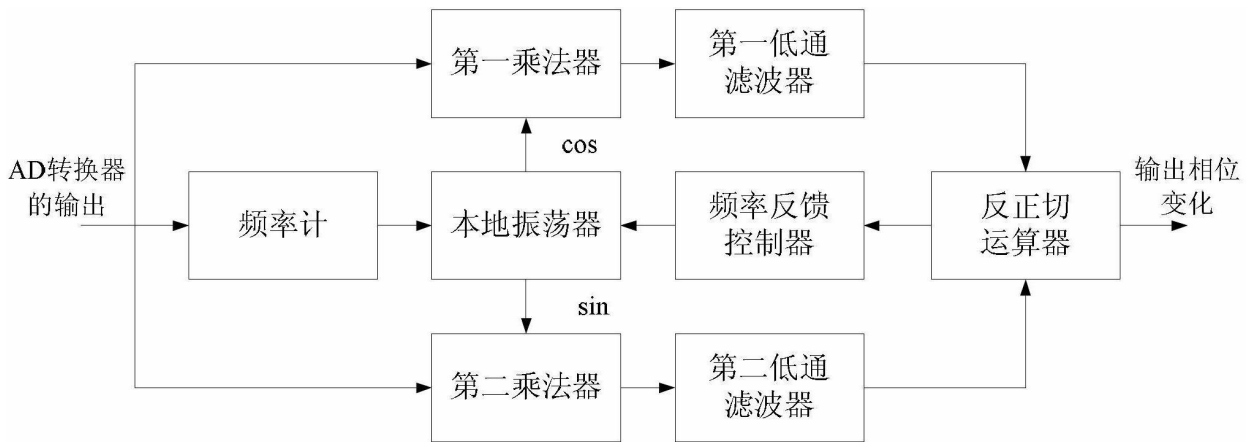 第一乘法器
第一低通
滤波器
cos
AD转换器
的输出
频率计
本地振荡器
频率反馈
控制器
反正切
运算器
输出相位
变化
sin
第二乘法器
第二低通
滤波器